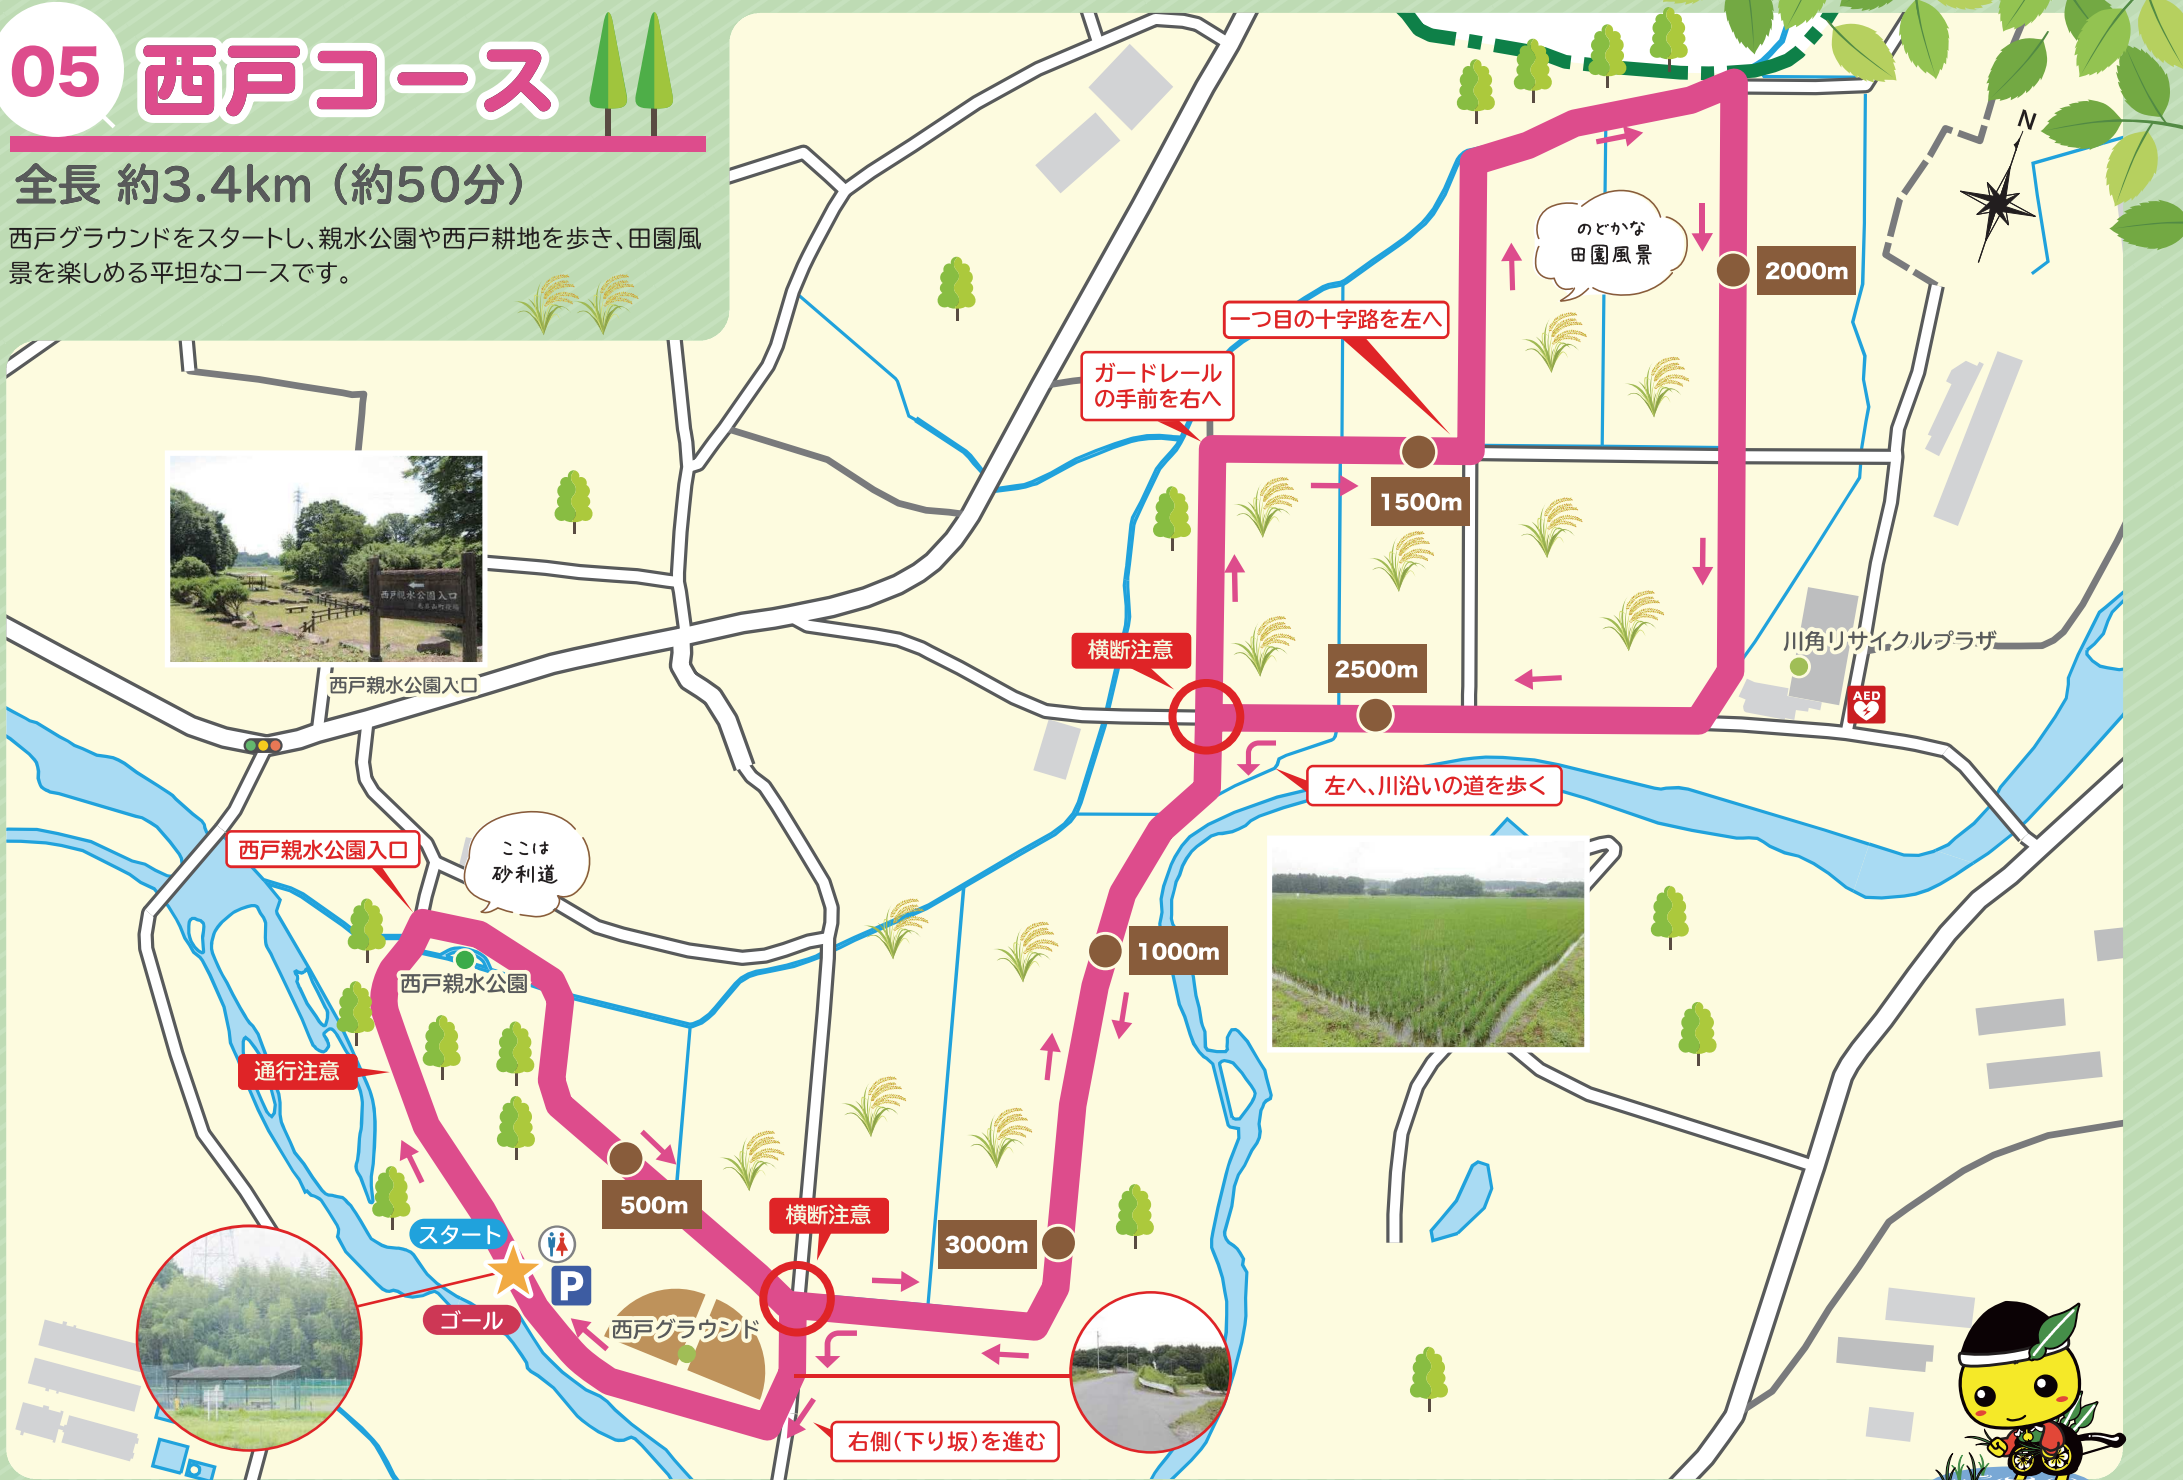 05 西戸コース
全長 約3.4km（約50分）
西戸グラウンドをスタートし、親水公園や西戸耕地を歩き、田園風
景を楽しめる平坦なコースです。
N
のどかな
田園風景
2000m
一つ目の十字路を左へ
ガードレール
の手前を右へ
1500m
西戸親水公園入口
西戸親水公園入口
川角リサイクルプラザ
AED
横断注意
2500m
左へ、川沿いの道を歩く
西戸親水公園入口
ここは
砂利道
1000m
西戸親水公園
通行注意
500m
横断注意
3000m
スタート
P
ゴール
西戸グラウンド
右側（下り坂）を進む